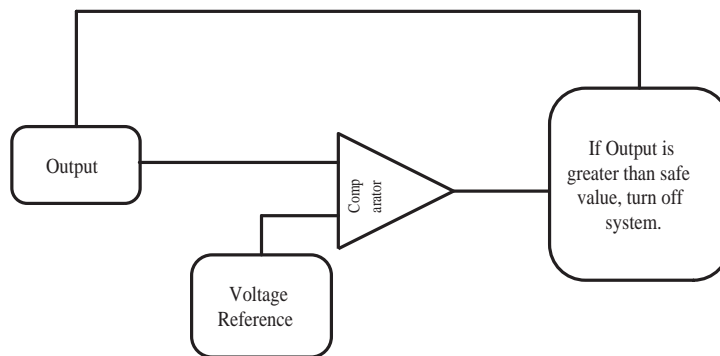 Output
Comp
arator
If Output is
greater than safe
value, turn off
system.
Voltage
Reference